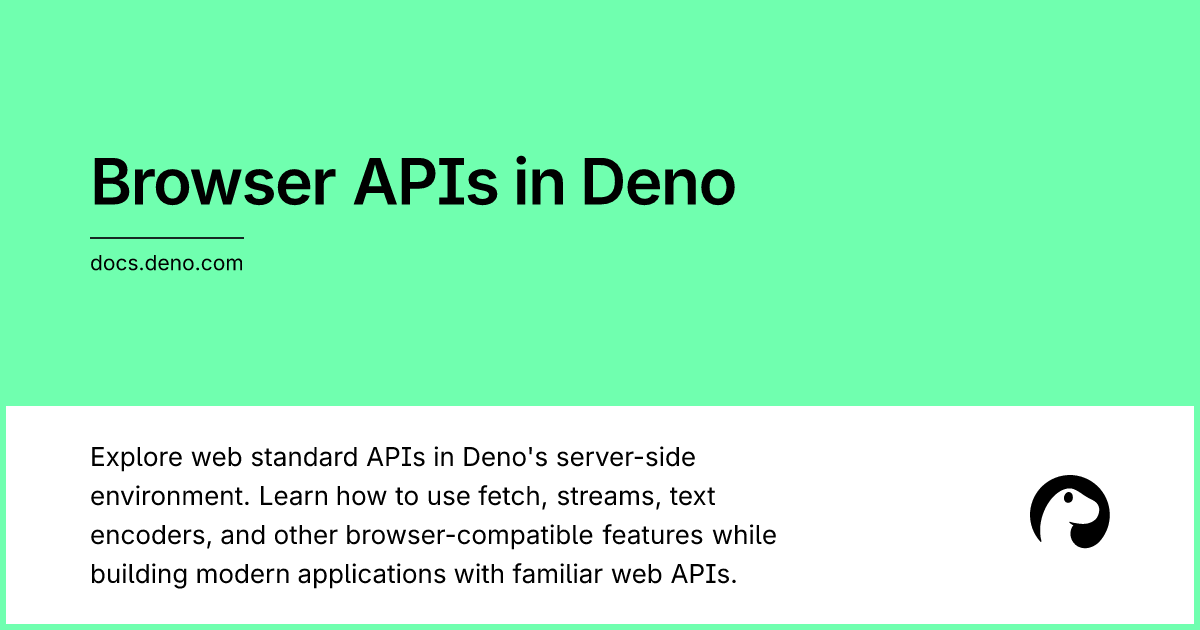 Browser APIs in Deno
docs.deno.com
Explore web standard APIs in Deno's server-side
environment. Learn how to use fetch, streams, text
encoders, and other browser-compatible features while
building modern applications with familiar web APIs.